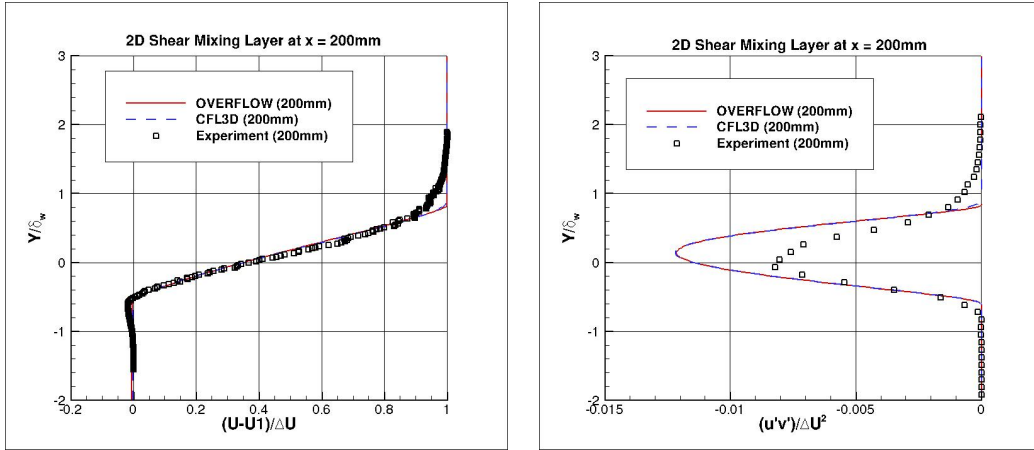 2D Shear Mixing Layer at x = 200mm
3
OVERFLOW (200mm)
CFL3D (200mm)
Experiment (200mm)
2
1
Y/δw
0
-1
-2
-0.2 0 0.2 0.4 0.6 0.8 1
(U-U1)/ΔU
2D Shear Mixing Layer at x = 200mm
3
OVERFLOW (200mm)
CFL3D (200mm)
Experiment (200mm)
2
1
Y/δw
0
-1
-2
-0.015 -0.01 -0.005 0
(u'v')/ΔU²